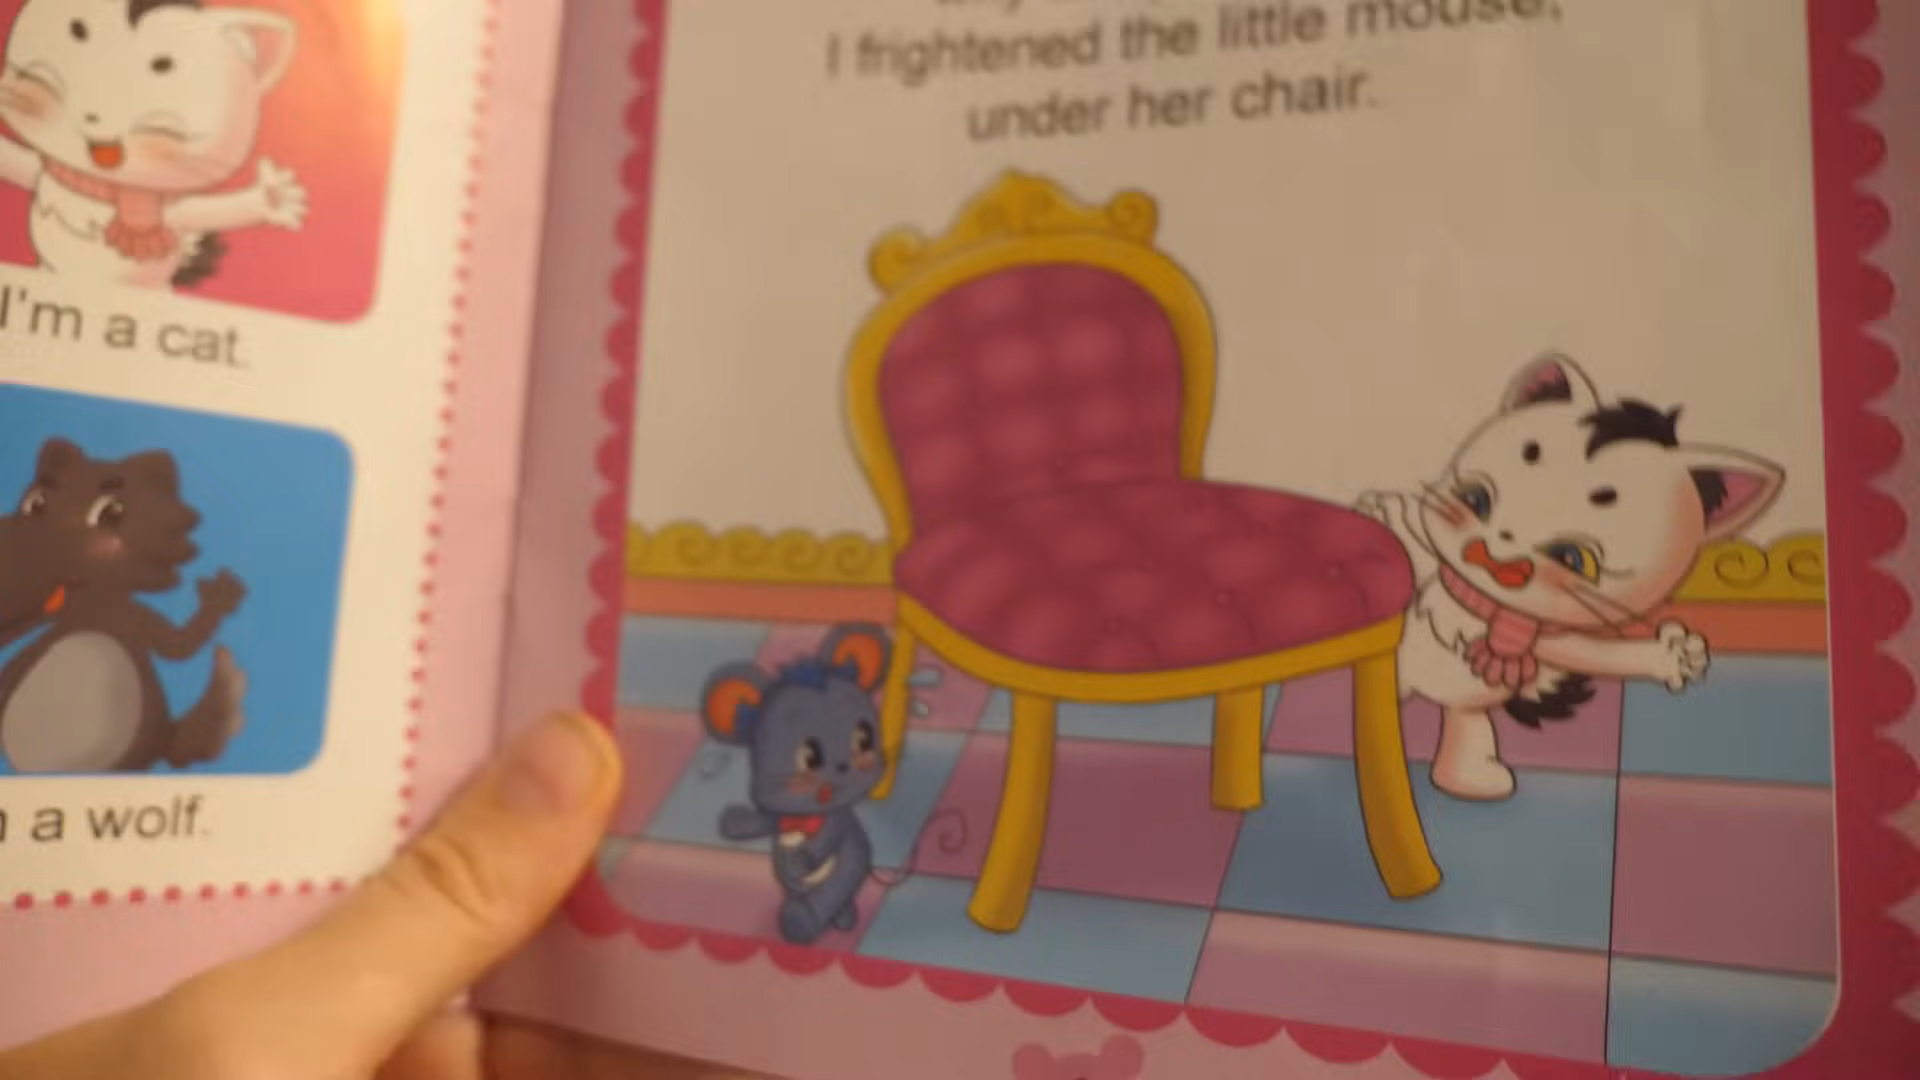 I'm a cat.
a wolf.
I frightened the little mouse,
under her chair.